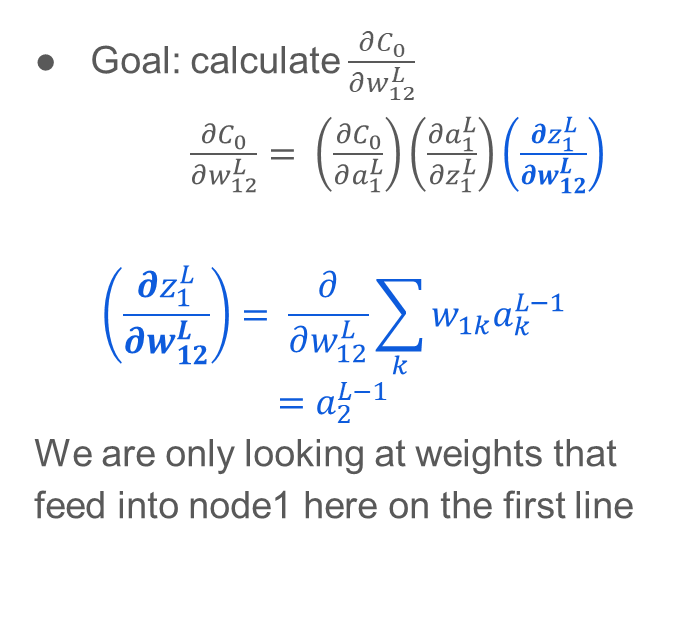 ● Goal: calculate ∂C₀/∂w₁₂ᴸ
∂C₀/∂w₁₂ᴸ = (∂C₀/∂a₁ᴸ)(∂a₁ᴸ/∂z₁ᴸ)(∂z₁ᴸ/∂w₁₂ᴸ)
(∂z₁ᴸ/∂w₁₂ᴸ) = ∂/∂w₁₂ᴸ ∑ₖ w₁ₖaₖᴸ⁻¹
= a₂ᴸ⁻¹
We are only looking at weights that
feed into node1 here on the first line